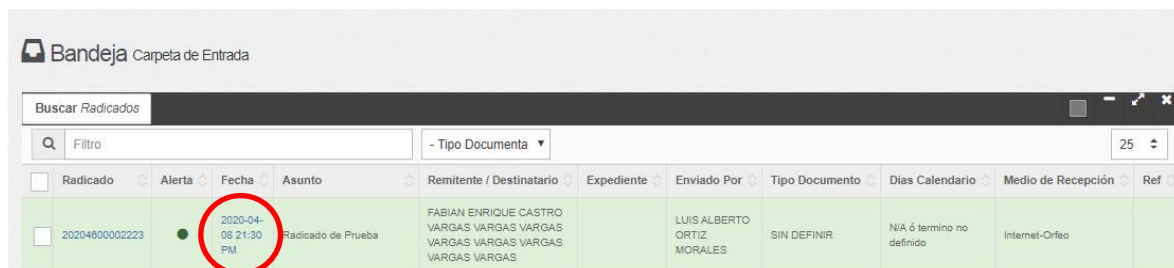 Bandeja Carpeta de Entrada
Buscar Radicados
Filtro
- Tipo Documenta
25
Radicado Alerta Fecha Asunto Remitente / Destinatario Expediente Enviado Por Tipo Documento Dias Calendario Medio de Recepción Ref
20204600002223
2020-04-
08 21:30
PM
Radicado de Prueba
FABIAN ENRIQUE CASTRO
VARGAS VARGAS VARGAS
VARGAS VARGAS VARGAS
VARGAS VARGAS
LUIS ALBERTO
ORTIZ
MORALES
SIN DEFINIR
N/A ó termino no
definido
Internet-Orfeo